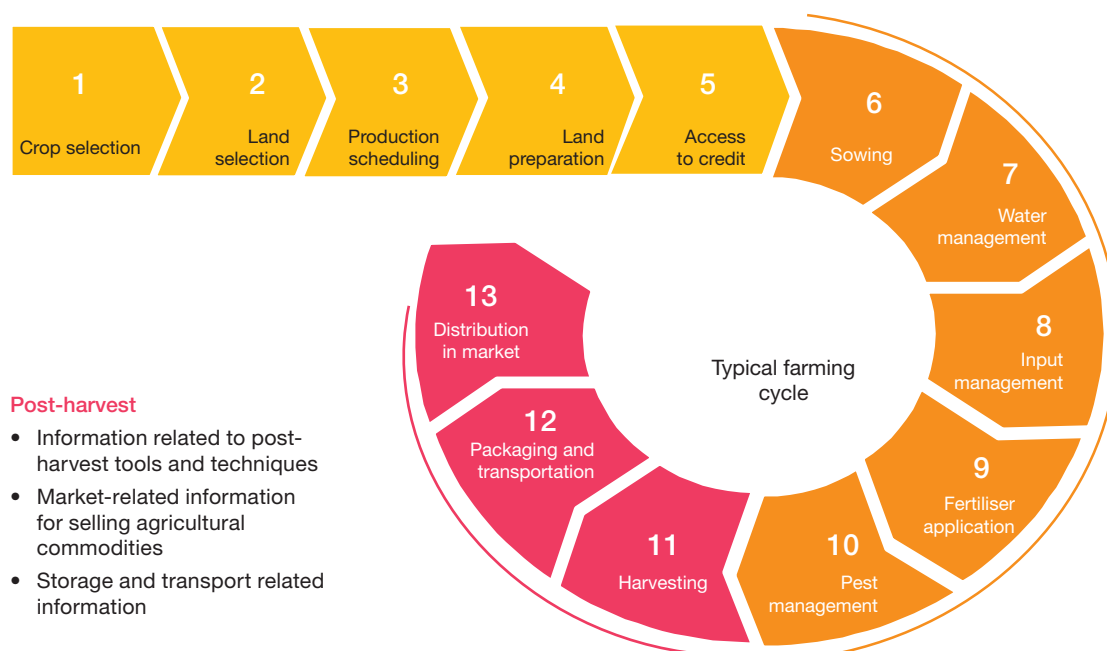 1
Crop selection
2
Land
selection
3
Production
scheduling
4
Land
preparation
5
Access
to credit
6
Sowing
7
Water
management
8
Input
management
9
Fertiliser
application
10
Pest
management
11
Harvesting
12
Packaging and
transportation
13
Distribution
in market
Typical farming
cycle
Post-harvest
• Information related to post-
harvest tools and techniques
• Market-related information
for selling agricultural
commodities
• Storage and transport related
information